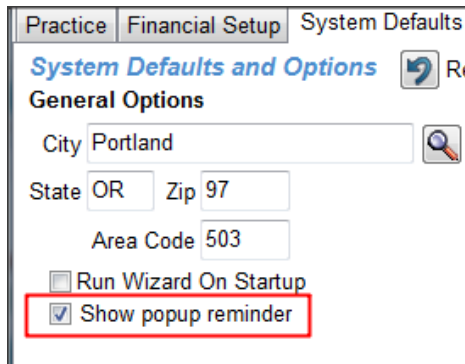 Practice Financial Setup System Defaults
System Defaults and Options
General Options
City Portland
State OR Zip 97
Area Code 503
Run Wizard On Startup
Show popup reminder